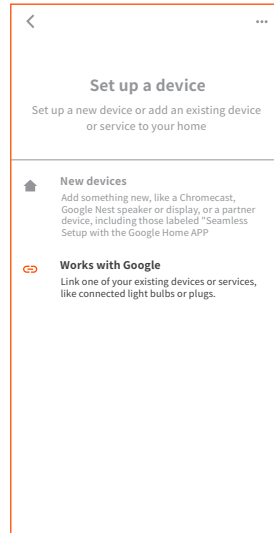 Set up a device
Set up a new device or add an existing device
or service to your home
New devices
Add something new, like a Chromecast,
Google Nest speaker or display, or a partner
device, including those labeled "Seamless
Setup with the Google Home APP
Works with Google
Link one of your existing devices or services,
like connected light bulbs or plugs.